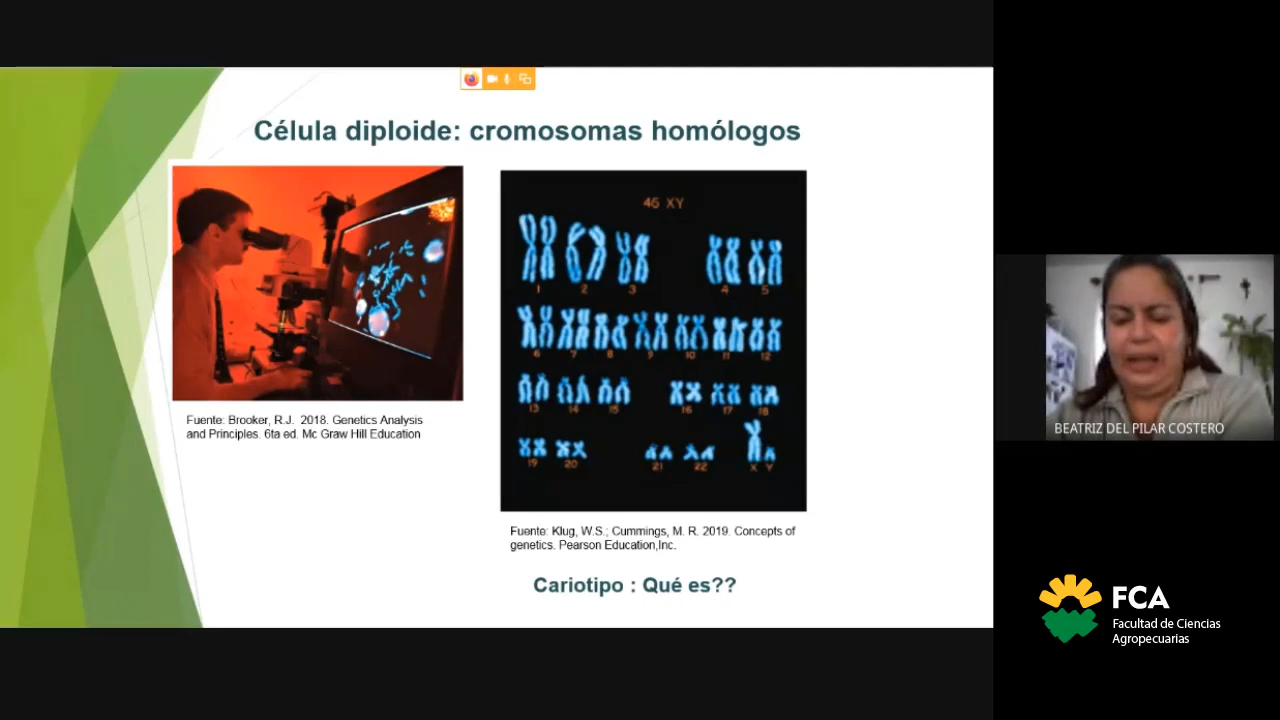 Célula diploide: cromosomas homólogos
46 XY
1 2 3 4 5
6 7 8 9 10 11 12
13 14 15 16 17 18
19 20 21 22 X Y
Fuente: Brooker, R.J. 2018. Genetics Analysis
and Principles. 6ta ed. Mc Graw Hill Education
Fuente: Klug, W.S.; Cummings, M. R. 2019. Concepts of
genetics. Pearson Education,Inc.
Cariotipo : Qué es??
BEATRIZ DEL PILAR COSTERO
FCA
Facultad de Ciencias
Agropecuarias